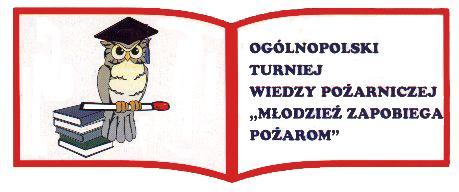 OGÓLNOPOLSKI
TURNIEJ
WIEDZY POŻARNICZEJ
„MŁODZIEŻ ZAPOBIEGA
POŻAROM”